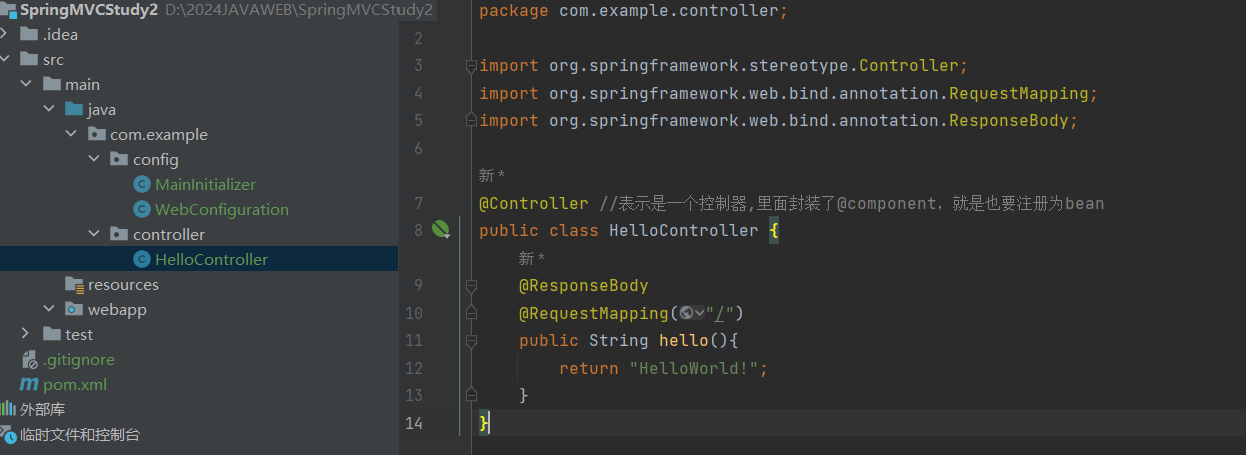 SpringMVCStudy2 D:\2024JAVAWEB\SpringMVCStudy2
.idea
src
main
java
com.example
config
MainInitializer
WebConfiguration
controller
HelloController
resources
webapp
test
.gitignore
pom.xml
外部库
临时文件和控制台
package com.example.controller;
2
3 import org.springframework.stereotype.Controller;
4 import org.springframework.web.bind.annotation.RequestMapping;
5 import org.springframework.web.bind.annotation.ResponseBody;
6
新 *
7 @Controller //表示是一个控制器,里面封装了@component，就是也要注册为bean
8 public class HelloController {
新 *
9 @ResponseBody
10 @RequestMapping("/")
11 public String hello(){
12 return "HelloWorld!";
13 }
14 }